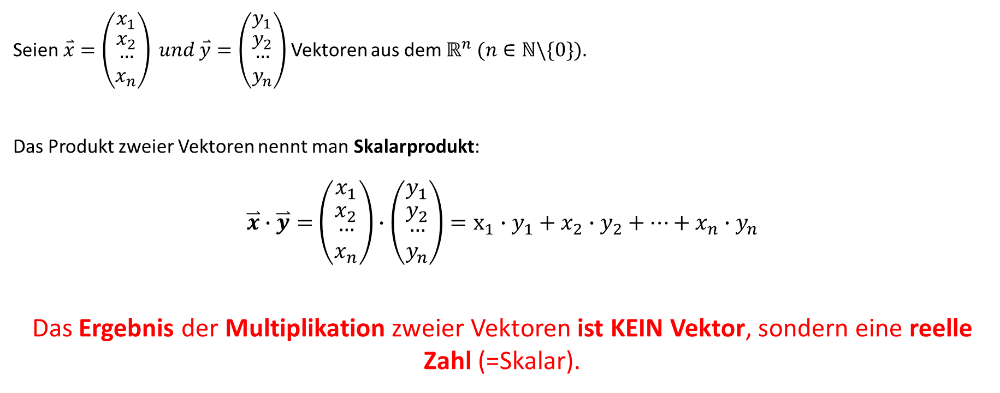 Seien $\vec{x} = \begin{pmatrix} x_1 \\ x_2 \\ \cdots \\ x_n \end{pmatrix}$ und $\vec{y} = \begin{pmatrix} y_1 \\ y_2 \\ \cdots \\ y_n \end{pmatrix}$ Vektoren aus dem $\mathbb{R}^n$ $(n \in \mathbb{N} \backslash \{0\})$.
Das Produkt zweier Vektoren nennt man Skalarprodukt:
$\vec{x} \cdot \vec{y} = \begin{pmatrix} x_1 \\ x_2 \\ \cdots \\ x_n \end{pmatrix} \cdot \begin{pmatrix} y_1 \\ y_2 \\ \cdots \\ y_n \end{pmatrix} = \mathrm{x}_1 \cdot y_1 + x_2 \cdot y_2 + \cdots + x_n \cdot y_n$
Das Ergebnis der Multiplikation zweier Vektoren ist KEIN Vektor, sondern eine reelle
Zahl (=Skalar).